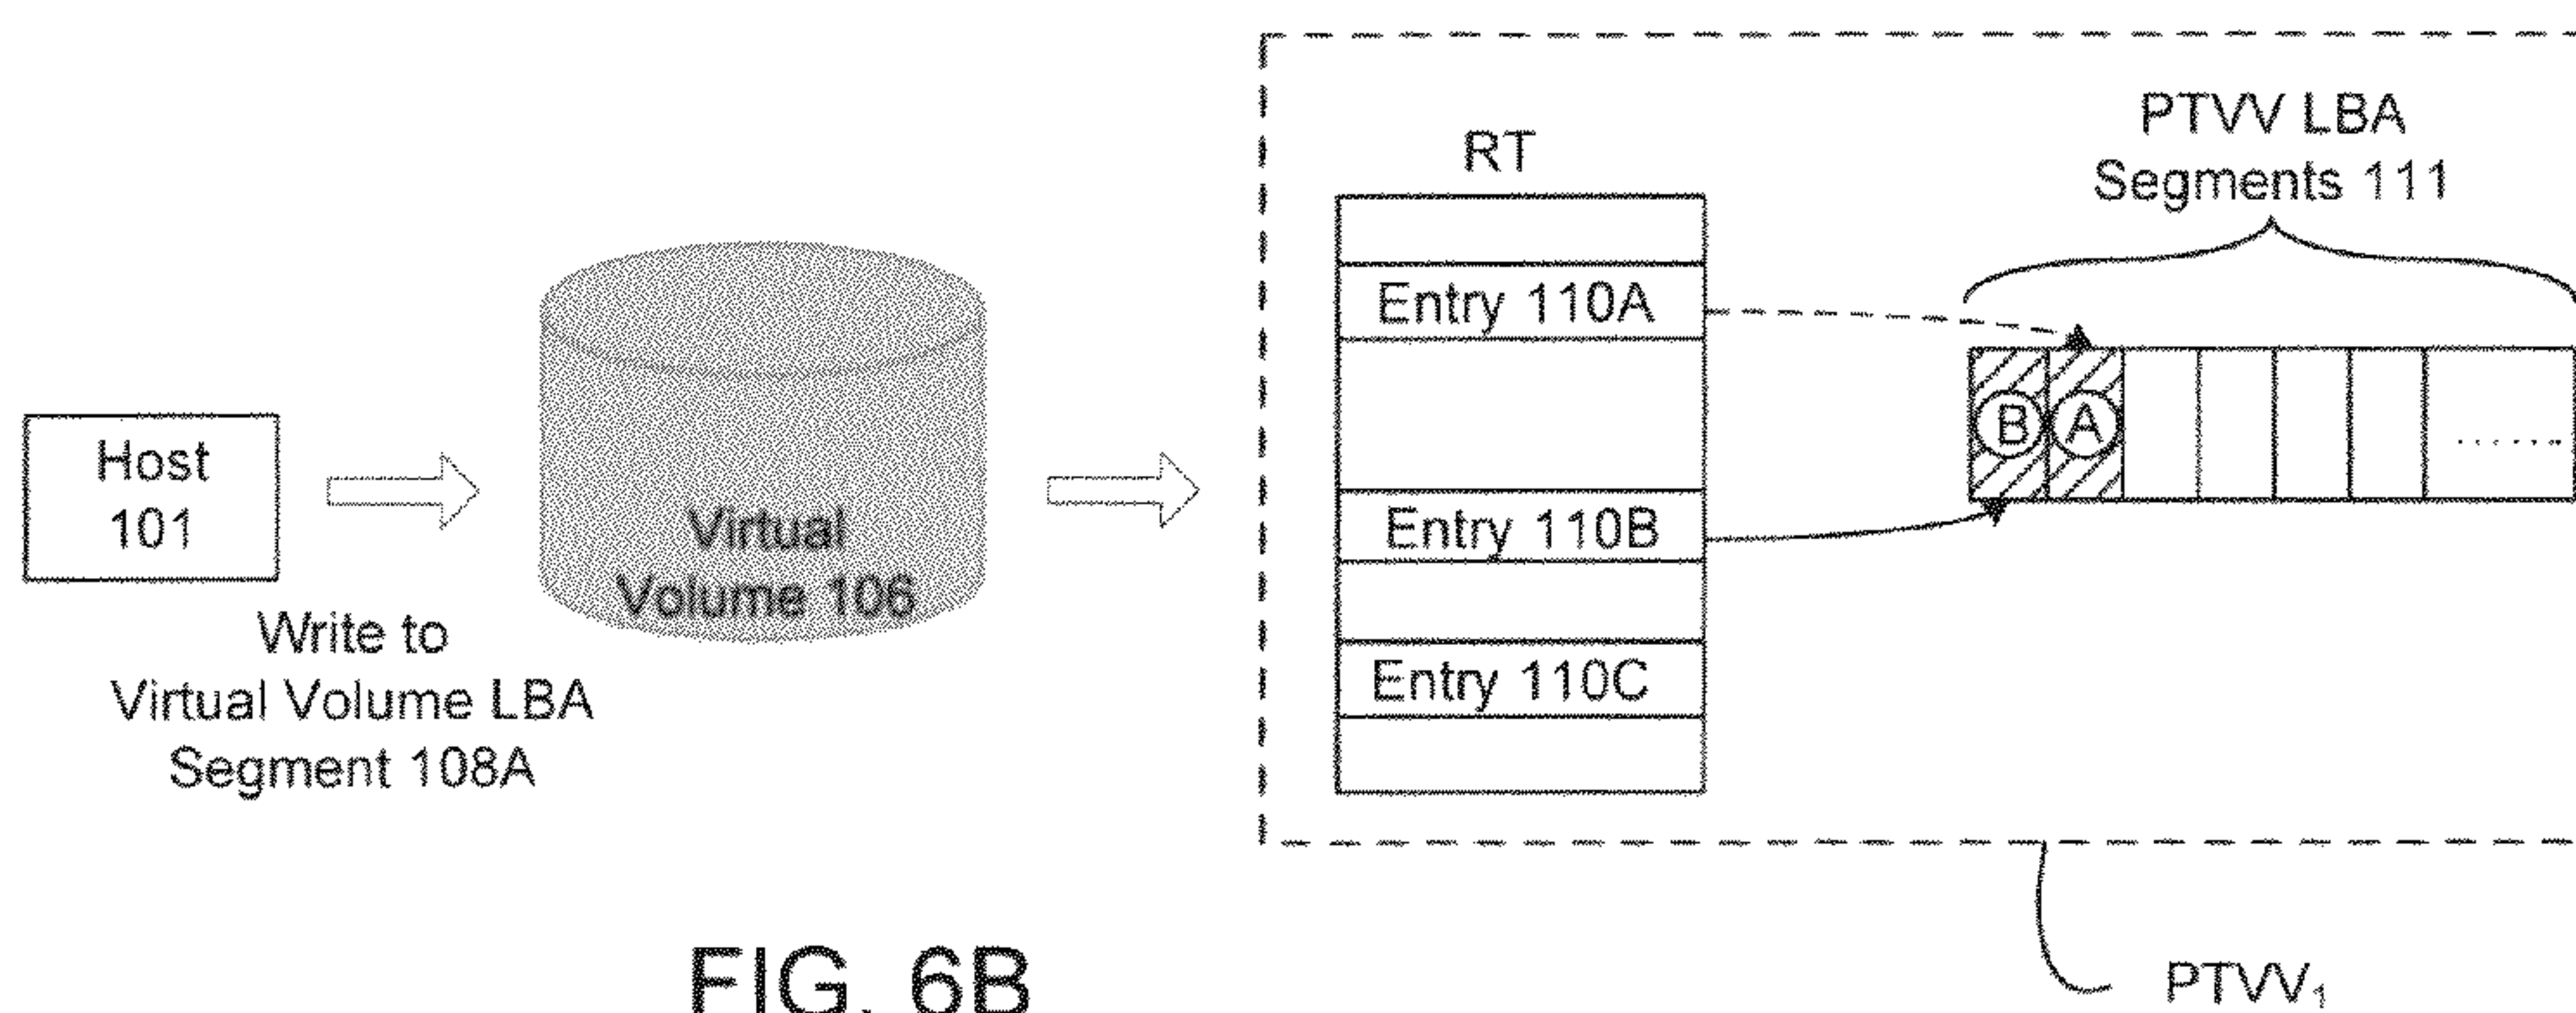 Host
101
Write to
Virtual Volume LBA
Segment 108A
Virtual
Volume 106
RT
Entry 110A
Entry 110B
Entry 110C
PTVV LBA
Segments 111
B A
.......
PTVV₁
FIG. 6B